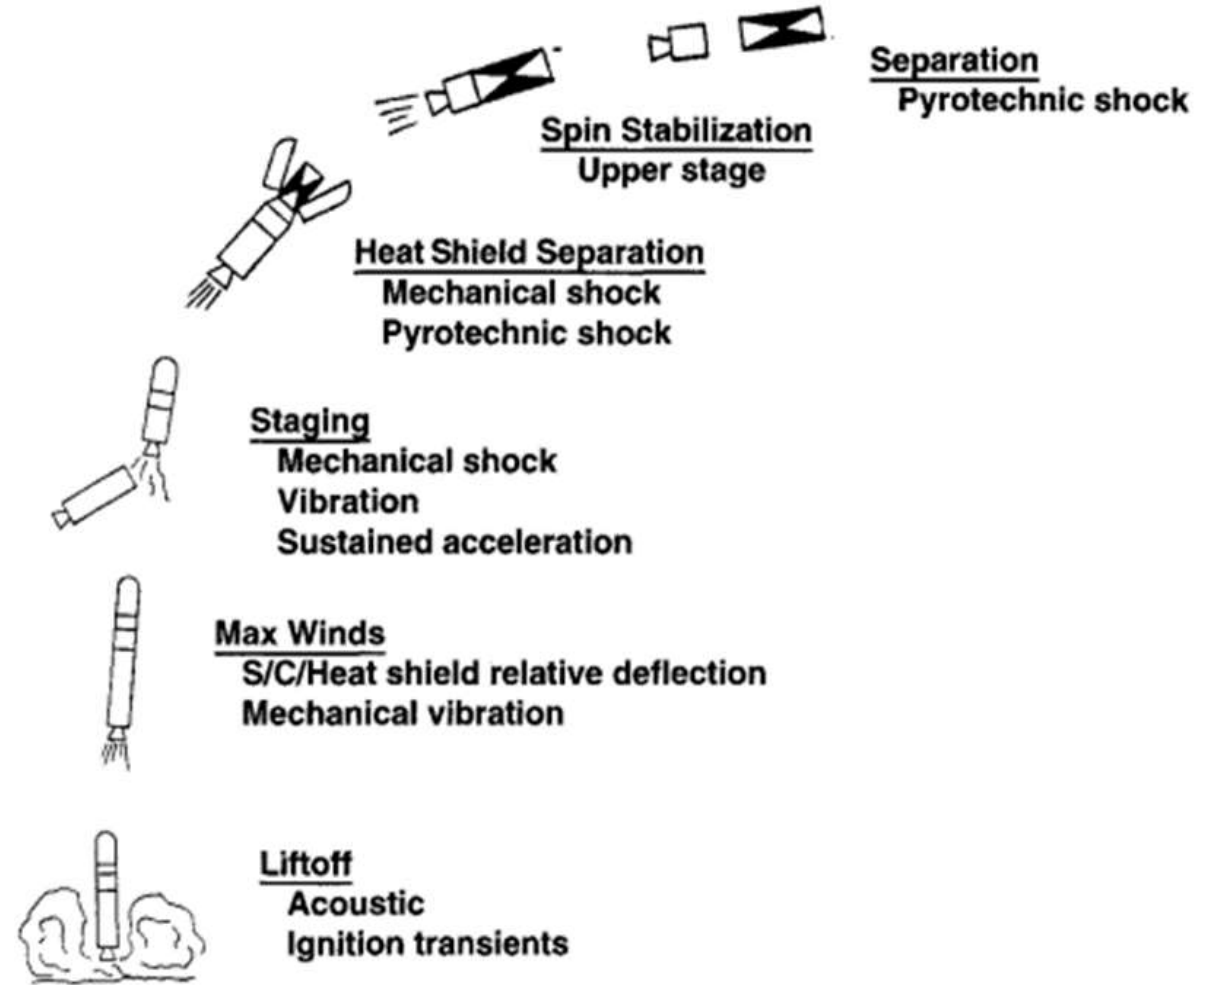 Separation
Pyrotechnic shock
Spin Stabilization
Upper stage
Heat Shield Separation
Mechanical shock
Pyrotechnic shock
Staging
Mechanical shock
Vibration
Sustained acceleration
Max Winds
S/C/Heat shield relative deflection
Mechanical vibration
Liftoff
Acoustic
Ignition transients